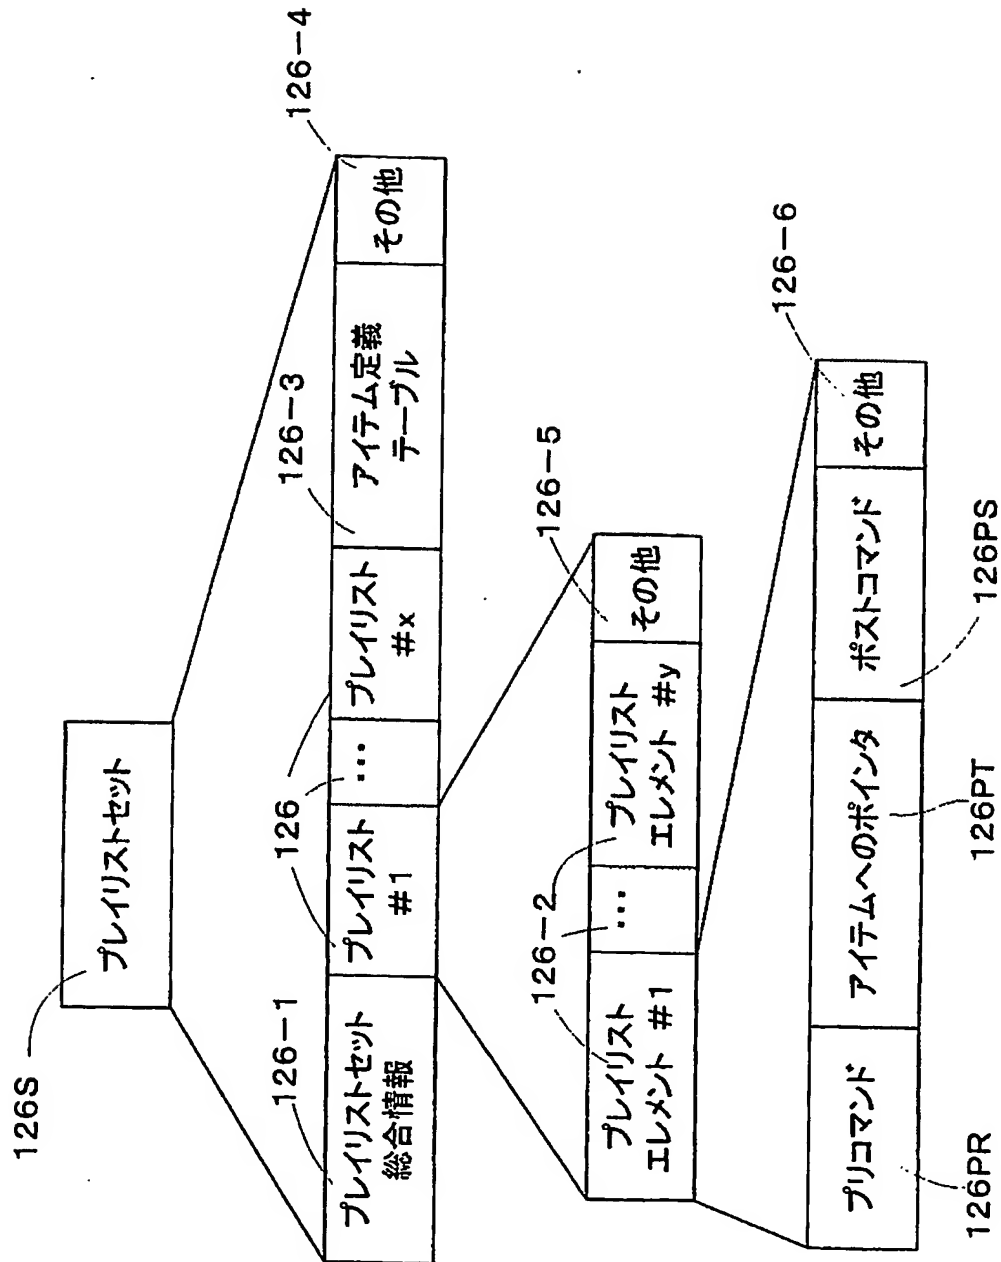 126S
プレイリストセット
126-1
126
126-3
126-4
プレイリストセット
総合情報
プレイリスト
#1
...
プレイリスト
#x
アイテム定義
テーブル
その他
126-2
126-5
プレイリスト
エレメント #1
...
プレイリスト
エレメント #y
その他
126-6
プリコマンド
アイテムへのポインタ
ポストコマンド
その他
126PR
126PT
126PS